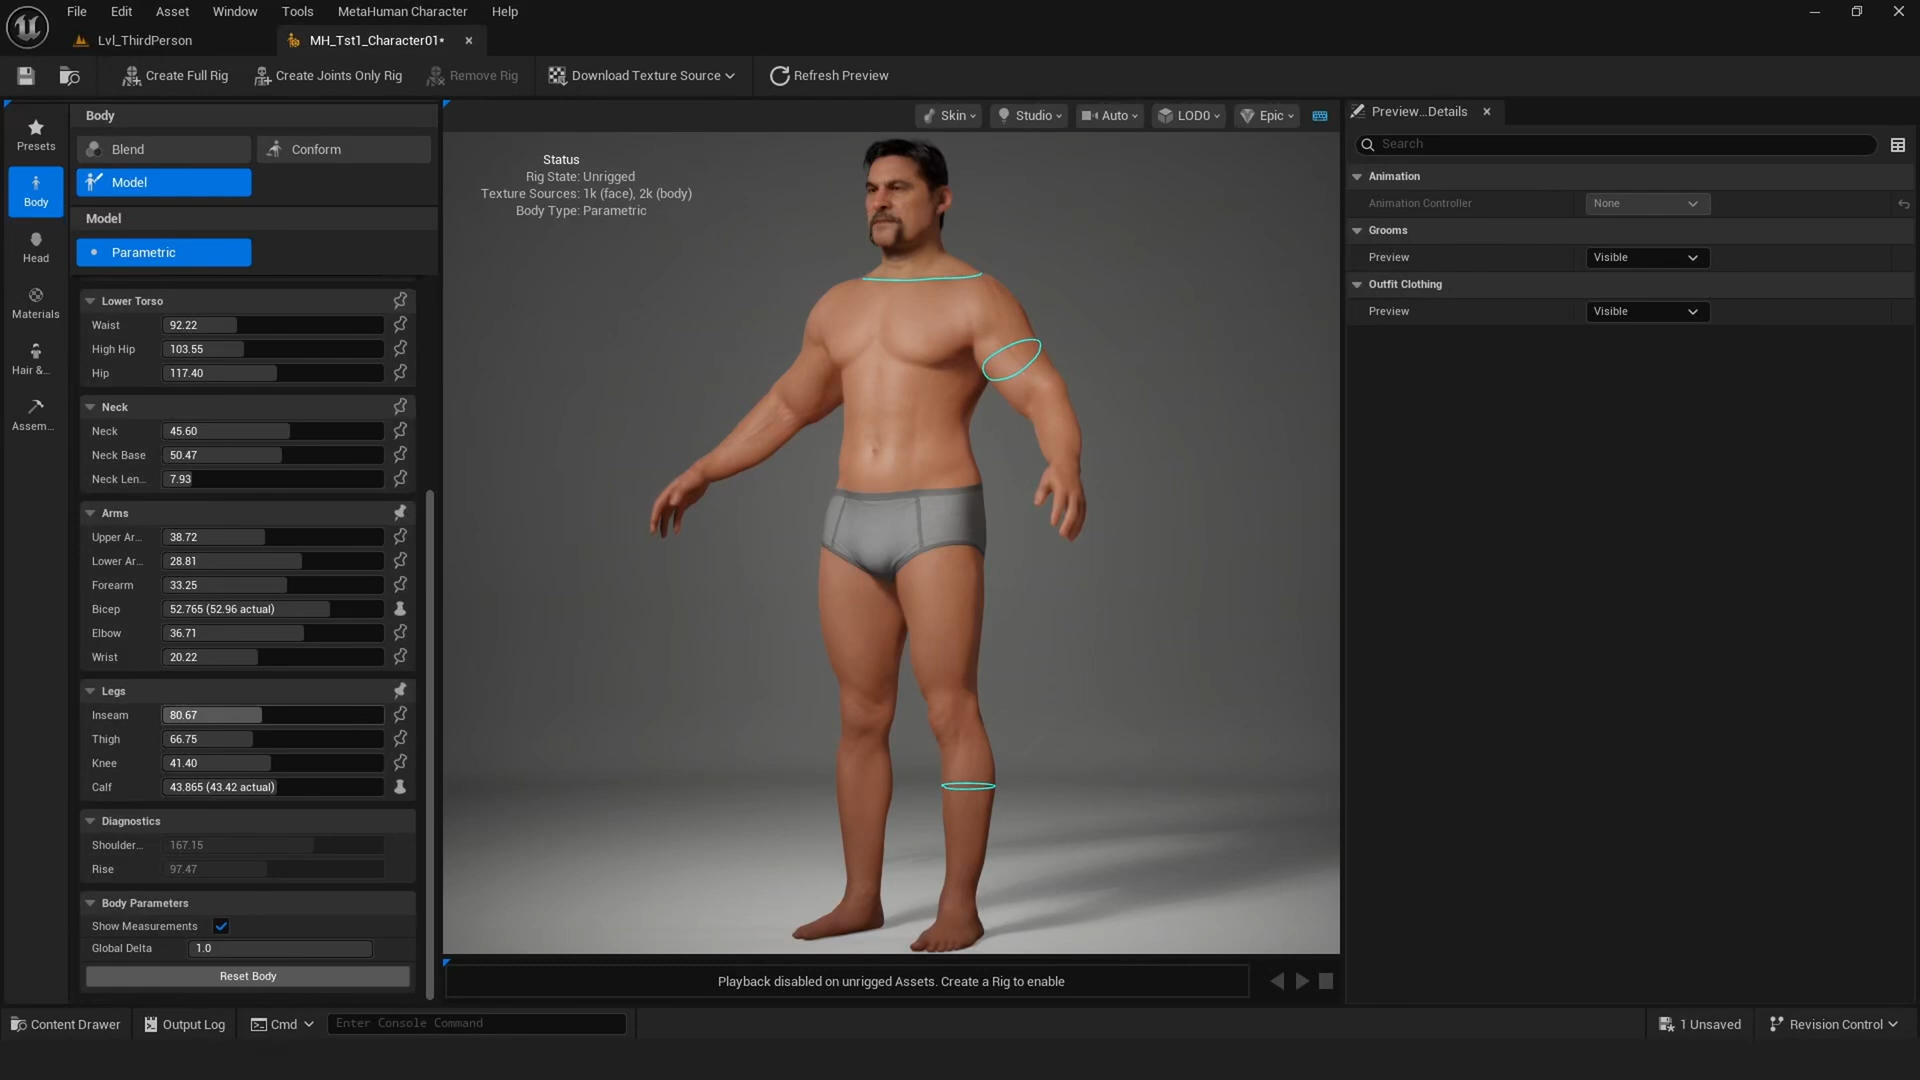 File Edit Asset Window Tools MetaHuman Character Help
Lvl_ThirdPerson MH_Tst1_Character01*
Create Full Rig Create Joints Only Rig Remove Rig Download Texture Source Refresh Preview
Presets
Body
Head
Materials
Hair &...
Assem...
Body
Blend Conform
Model
Model
Parametric
Lower Torso
Waist 92.22
High Hip 103.55
Hip 117.40
Neck
Neck 45.60
Neck Base 50.47
Neck Len... 7.93
Arms
Upper Ar... 38.72
Lower Ar... 28.81
Forearm 33.25
Bicep 52.765 (52.96 actual)
Elbow 36.71
Wrist 20.22
Legs
Inseam 80.67
Thigh 66.75
Knee 41.40
Calf 43.865 (43.42 actual)
Diagnostics
Shoulder... 167.15
Rise 97.47
Body Parameters
Show Measurements
Global Delta 1.0
Reset Body
Skin Studio Auto LOD0 Epic
Status
Rig State: Unrigged
Texture Sources: 1k (face), 2k (body)
Body Type: Parametric
Playback disabled on unrigged Assets. Create a Rig to enable
Preview...Details
Search
Animation
Animation Controller None
Grooms
Preview Visible
Outfit Clothing
Preview Visible
Content Drawer Output Log Cmd Enter Console Command 1 Unsaved Revision Control